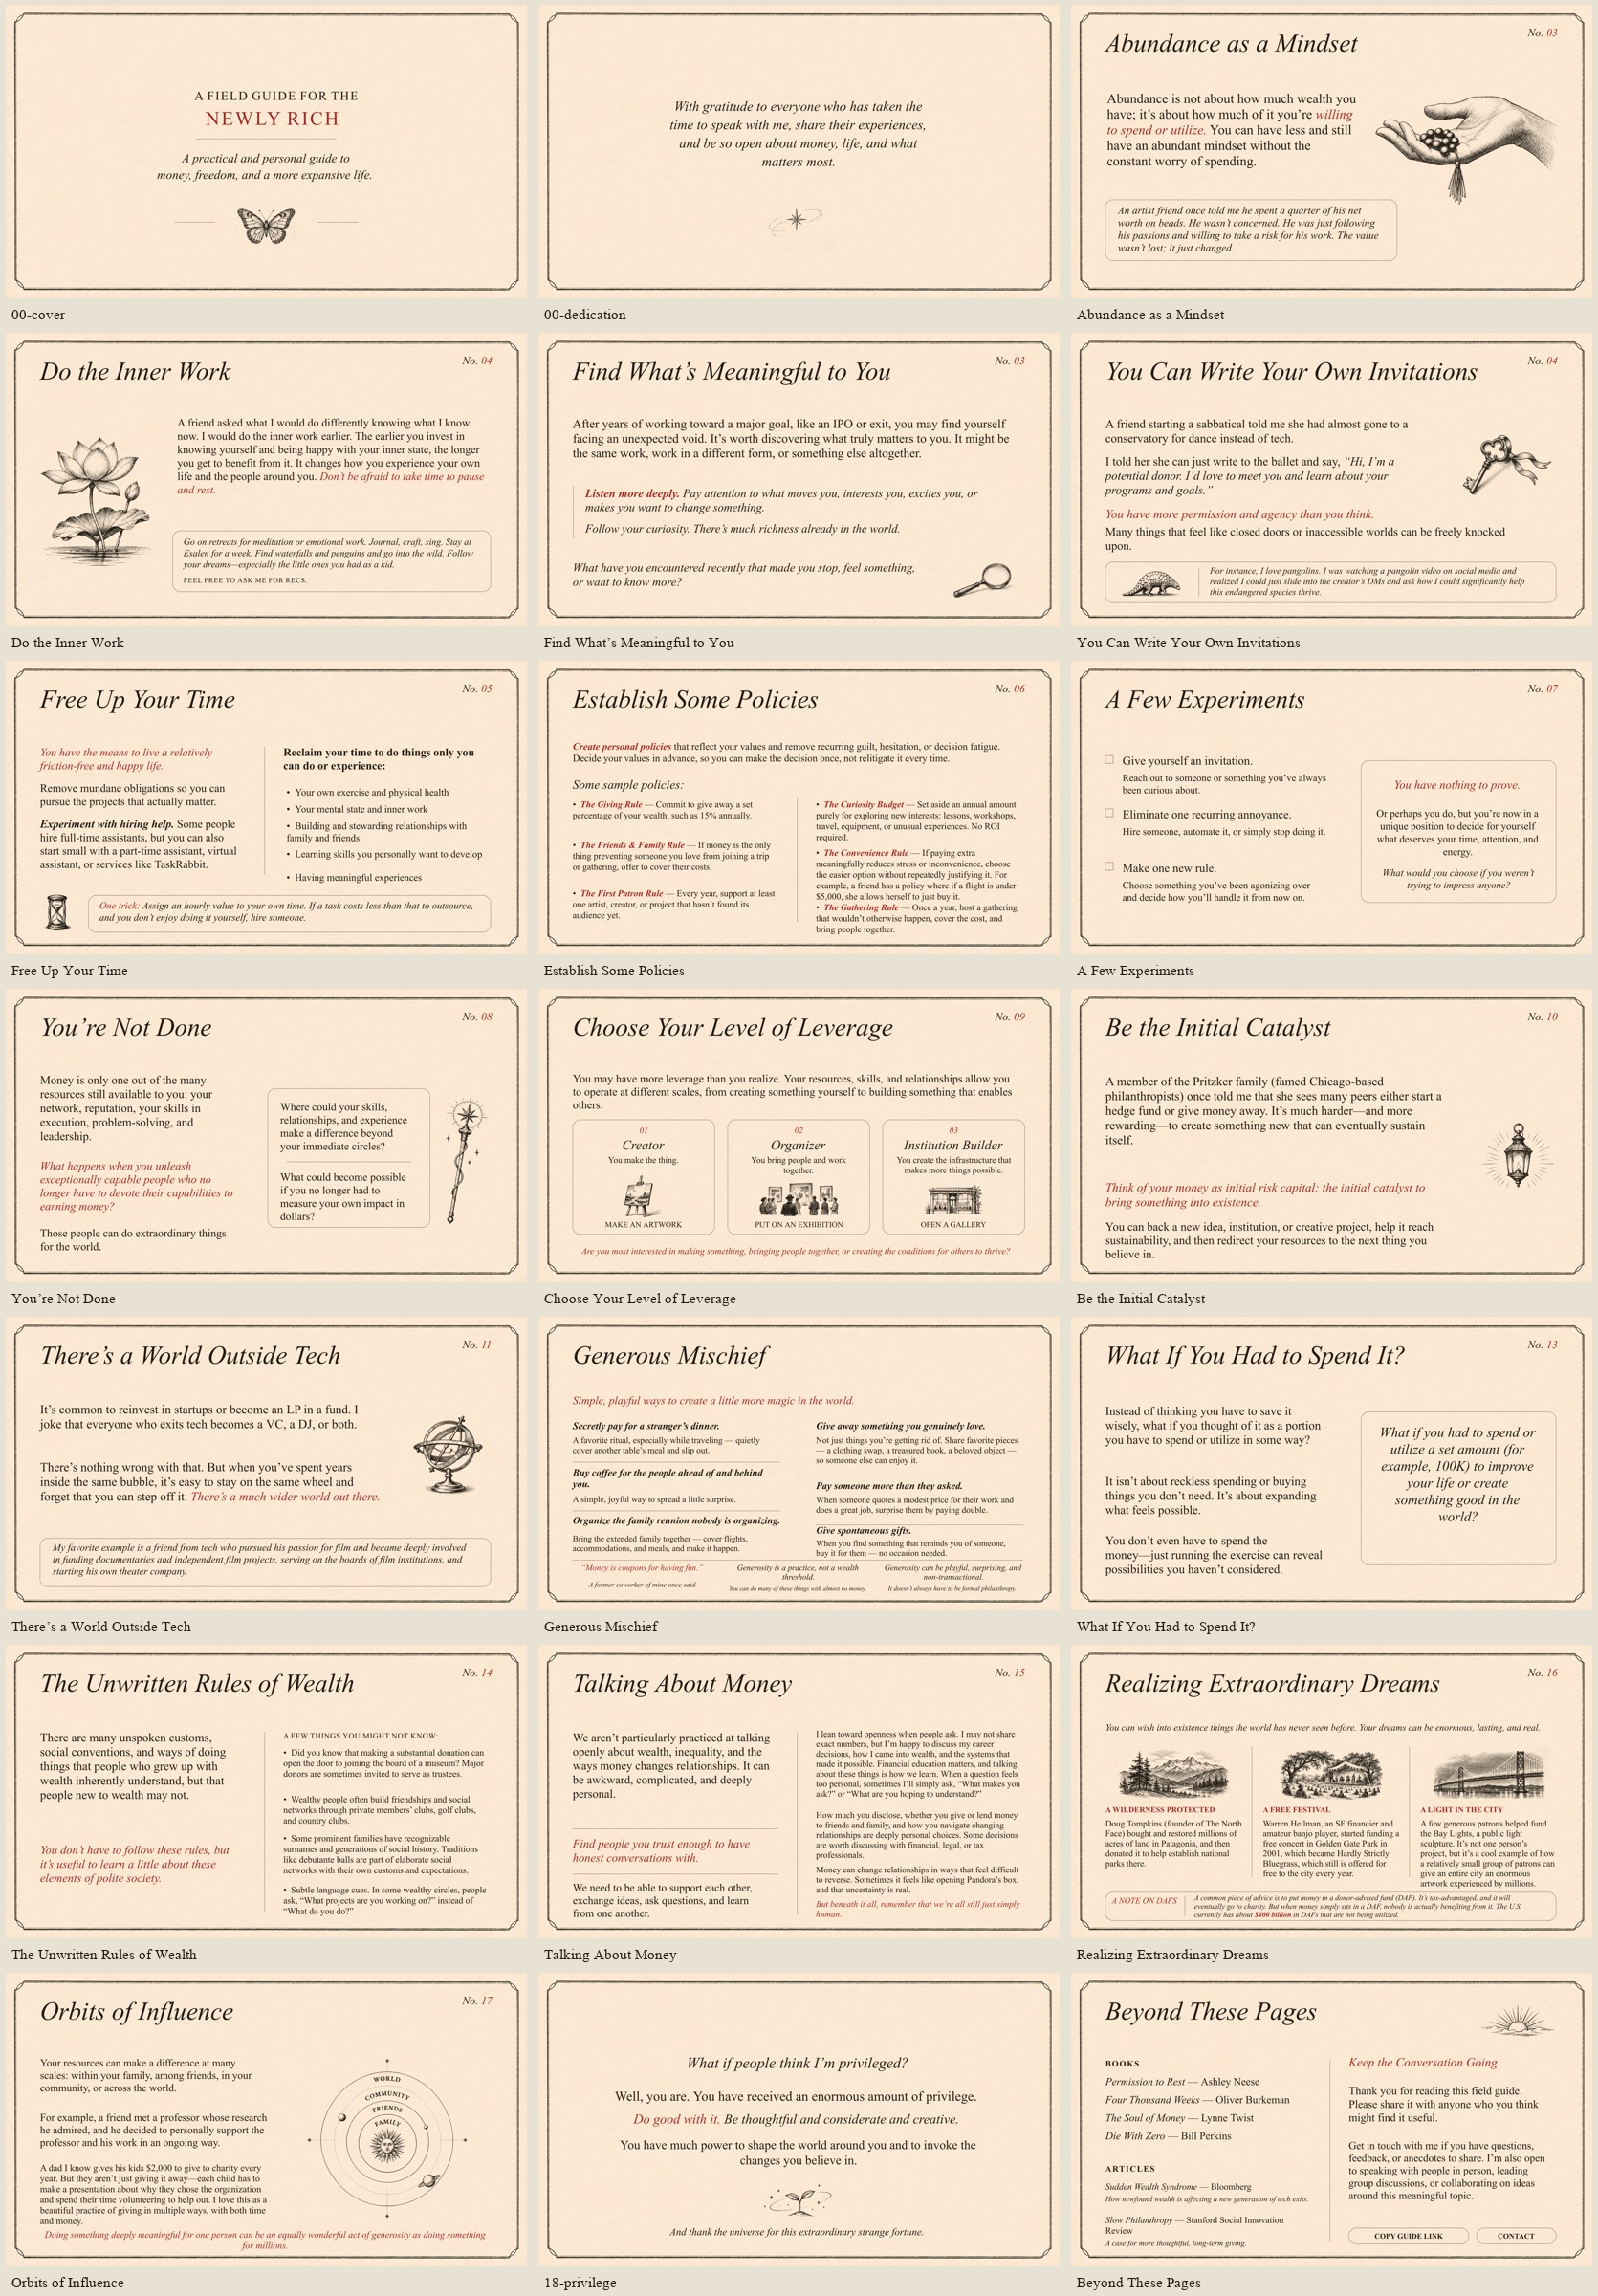 A FIELD GUIDE FOR THE
NEWLY RICH
A practical and personal guide to
money, freedom, and a more expansive life.
00-cover
With gratitude to everyone who has taken the
time to speak with me, share their experiences,
and be so open about money, life, and what
matters most.
00-dedication
No. 03
Abundance as a Mindset
Abundance is not about how much wealth you
have; it’s about how much of it you’re willing
to spend or utilize. You can have less and still
have an abundant mindset without the
constant worry of spending.
An artist friend once told me he spent a quarter of his net
worth on beads. He wasn’t concerned. He was just following
his passions and willing to take a risk for his work. The value
wasn’t lost; it just changed.
Abundance as a Mindset
No. 04
Do the Inner Work
A friend asked what I would do differently knowing what I know
now. I would do the inner work earlier. The earlier you invest in
knowing yourself and being happy with your inner state, the longer
you get to benefit from it. It changes how you experience your own
life and the people around you. Don’t be afraid to take time to pause
and rest.
Go on retreats for meditation or emotional work. Journal, craft, sing. Stay at
Esalen for a week. Find waterfalls and penguins and go into the wild. Follow
your dreams—especially the little ones you had as a kid.
FEEL FREE TO ASK ME FOR RECS.
Do the Inner Work
No. 03
Find What’s Meaningful to You
After years of working toward a major goal, like an IPO or exit, you may find yourself
facing an unexpected void. It’s worth discovering what truly matters to you. It might be
the same work, work in a different form, or something else altogether.
Listen more deeply. Pay attention to what moves you, interests you, excites you, or
makes you want to change something.
Follow your curiosity. There’s much richness already in the world.
What have you encountered recently that made you stop, feel something,
or want to know more?
Find What’s Meaningful to You
No. 04
You Can Write Your Own Invitations
A friend starting a sabbatical told me she had almost gone to a
conservatory for dance instead of tech.
I told her she can just write to the ballet and say, “Hi, I’m a
potential donor. I’d love to meet you and learn about your
programs and goals.”
You have more permission and agency than you think.
Many things that feel like closed doors or inaccessible worlds can be freely knocked
upon.
For instance, I love pangolins. I was watching a pangolin video on social media and
realized I could just slide into the creator’s DMs and ask how I could significantly help
this endangered species thrive.
You Can Write Your Own Invitations
No. 05
Free Up Your Time
You have the means to live a relatively
friction-free and happy life.
Remove mundane obligations so you can
pursue the projects that actually matter.
Experiment with hiring help. Some people
hire full-time assistants, but you can also
start small with a part-time assistant, virtual
assistant, or services like TaskRabbit.
Reclaim your time to do things only you
can do or experience:
• Your own exercise and physical health
• Your mental state and inner work
• Building and stewarding relationships with
family and friends
• Learning skills you personally want to develop
• Having meaningful experiences
One trick: Assign an hourly value to your own time. If a task costs less than that to outsource,
and you don’t enjoy doing it yourself, hire someone.
Free Up Your Time
No. 06
Establish Some Policies
Create personal policies that reflect your values and remove recurring guilt, hesitation, or decision fatigue.
Decide your values in advance, so you can make the decision once, not relitigate it every time.
Some sample policies:
• The Giving Rule — Commit to give away a set
percentage of your wealth, such as 15% annually.
• The Friends & Family Rule — If money is the only
thing preventing someone you love from joining a trip
or gathering, offer to cover their costs.
• The First Patron Rule — Every year, support at least
one artist, creator, or project that hasn’t found its
audience yet.
• The Curiosity Budget — Set aside an annual amount
purely for exploring new interests: lessons, workshops,
travel, equipment, or unusual experiences. No ROI
required.
• The Convenience Rule — If paying extra
meaningfully reduces stress or inconvenience, choose
the easier option without repeatedly justifying it. For
example, a friend has a policy where if a flight is under
$5,000, she allows herself to just buy it.
• The Gathering Rule — Once a year, host a gathering
that wouldn’t otherwise happen, cover the cost, and
bring people together.
Establish Some Policies
No. 07
A Few Experiments
Give yourself an invitation.
Reach out to someone or something you’ve always
been curious about.
Eliminate one recurring annoyance.
Hire someone, automate it, or simply stop doing it.
Make one new rule.
Choose something you’ve been agonizing over
and decide how you’ll handle it from now on.
You have nothing to prove.
Or perhaps you do, but you’re now in a
unique position to decide for yourself
what deserves your time, attention, and
energy.
What would you choose if you weren’t
trying to impress anyone?
A Few Experiments
No. 08
You’re Not Done
Money is only one out of the many
resources still available to you: your
network, reputation, your skills in
execution, problem-solving, and
leadership.
What happens when you unleash
exceptionally capable people who no
longer have to devote their capabilities to
earning money?
Those people can do extraordinary things
for the world.
Where could your skills,
relationships, and experience
make a difference beyond
your immediate circles?
What could become possible
if you no longer had to
measure your own impact in
dollars?
You’re Not Done
No. 09
Choose Your Level of Leverage
You may have more leverage than you realize. Your resources, skills, and relationships allow you
to operate at different scales, from creating something yourself to building something that enables
others.
01
Creator
You make the thing.
MAKE AN ARTWORK
02
Organizer
You bring people and work
together.
PUT ON AN EXHIBITION
03
Institution Builder
You create the infrastructure that
makes more things possible.
OPEN A GALLERY
Are you most interested in making something, bringing people together, or creating the conditions for others to thrive?
Choose Your Level of Leverage
No. 10
Be the Initial Catalyst
A member of the Pritzker family (famed Chicago-based
philanthropists) once told me that she sees many peers either start a
hedge fund or give money away. It’s much harder—and more
rewarding—to create something new that can eventually sustain
itself.
Think of your money as initial risk capital: the initial catalyst to
bring something into existence.
You can back a new idea, institution, or creative project, help it reach
sustainability, and then redirect your resources to the next thing you
believe in.
Be the Initial Catalyst
No. 11
There’s a World Outside Tech
It’s common to reinvest in startups or become an LP in a fund. I
joke that everyone who exits tech becomes a VC, a DJ, or both.
There’s nothing wrong with that. But when you’ve spent years
inside the same bubble, it’s easy to stay on the same wheel and
forget that you can step off it. There’s a much wider world out there.
My favorite example is a friend from tech who pursued his passion for film and became deeply involved
in funding documentaries and independent film projects, serving on the boards of film institutions, and
starting his own theater company.
There’s a World Outside Tech
Generous Mischief
Simple, playful ways to create a little more magic in the world.
Secretly pay for a stranger’s dinner.
A favorite ritual, especially while traveling — quietly
cover another table’s meal and slip out.
Buy coffee for the people ahead of and behind
you.
A simple, joyful way to spread a little surprise.
Organize the family reunion nobody is organizing.
Bring the extended family together — cover flights,
accommodations, and meals, and make it happen.
Give away something you genuinely love.
Not just things you’re getting rid of. Share favorite pieces
— a clothing swap, a treasured book, a beloved object —
so someone else can enjoy it.
Pay someone more than they asked.
When someone quotes a modest price for their work and
does a great job, surprise them by paying double.
Give spontaneous gifts.
When you find something that reminds you of someone,
buy it for them — no occasion needed.
“Money is coupons for having fun.”
A former coworker of mine once said.
Generosity is a practice, not a wealth
threshold.
You can do many of these things with almost no money.
Generosity can be playful, surprising, and
non-transactional.
It doesn’t always have to be formal philanthropy.
Generous Mischief
No. 13
What If You Had to Spend It?
Instead of thinking you have to save it
wisely, what if you thought of it as a portion
you have to spend or utilize in some way?
It isn’t about reckless spending or buying
things you don’t need. It’s about expanding
what feels possible.
You don’t even have to spend the
money—just running the exercise can reveal
possibilities you haven’t considered.
What if you had to spend or
utilize a set amount (for
example, 100K) to improve
your life or create
something good in the
world?
What If You Had to Spend It?
No. 14
The Unwritten Rules of Wealth
There are many unspoken customs,
social conventions, and ways of doing
things that people who grew up with
wealth inherently understand, but that
people new to wealth may not.
You don’t have to follow these rules, but
it’s useful to learn a little about these
elements of polite society.
A FEW THINGS YOU MIGHT NOT KNOW:
• Did you know that making a substantial donation can
open the door to joining the board of a museum? Major
donors are sometimes invited to serve as trustees.
• Wealthy people often build friendships and social
networks through private members’ clubs, golf clubs,
and country clubs.
• Some prominent families have recognizable
surnames and generations of social history. Traditions
like debutante balls are part of elaborate social
networks with their own customs and expectations.
• Subtle language cues. In some wealthy circles, people
ask, “What projects are you working on?” instead of
“What do you do?”
The Unwritten Rules of Wealth
No. 15
Talking About Money
We aren’t particularly practiced at talking
openly about wealth, inequality, and the
ways money changes relationships. It can
be awkward, complicated, and deeply
personal.
Find people you trust enough to have
honest conversations with.
We need to be able to support each other,
exchange ideas, ask questions, and learn
from one another.
I lean toward openness when people ask. I may not share
exact numbers, but I’m happy to discuss my career
decisions, how I came into wealth, and the systems that
made it possible. Financial education matters, and talking
about these things is how we learn. When a question feels
too personal, sometimes I’ll simply ask, “What makes you
ask?” or “What are you hoping to understand?”
How much you disclose, whether you give or lend money
to friends and family, and how you navigate changing
relationships are deeply personal choices. Some decisions
are worth discussing with financial, legal, or tax
professionals.
Money can change relationships in ways that feel difficult
to reverse. Sometimes it feels like opening Pandora’s box,
and that uncertainty is real.
But beneath it all, remember that we’re all still just simply
human.
Talking About Money
No. 16
Realizing Extraordinary Dreams
You can wish into existence things the world has never seen before. Your dreams can be enormous, lasting, and real.
A WILDERNESS PROTECTED
Doug Tompkins (founder of The North
Face) bought and restored millions of
acres of land in Patagonia, and then
donated it to help establish national
parks there.
A FREE FESTIVAL
Warren Hellman, an SF financier and
amateur banjo player, started funding a
free concert in Golden Gate Park in
2001, which became Hardly Strictly
Bluegrass, which still is offered for
free to the city every year.
A LIGHT IN THE CITY
A few generous patrons helped fund
the Bay Lights, a public light
sculpture. It’s not one person’s
project, but it’s a cool example of how
a relatively small group of patrons can
give an entire city an enormous
artwork experienced by millions.
A NOTE ON DAFS
A common piece of advice is to put money in a donor-advised fund (DAF). It’s tax-advantaged, and it will
eventually go to charity. But when money simply sits in a DAF, nobody is actually benefiting from it. The U.S.
currently has about $400 billion in DAFs that are not being utilized.
Realizing Extraordinary Dreams
No. 17
Orbits of Influence
Your resources can make a difference at many
scales: within your family, among friends, in your
community, or across the world.
For example, a friend met a professor whose research
he admired, and he decided to personally support the
professor and his work in an ongoing way.
A dad I know gives his kids $2,000 to give to charity every
year. But they aren’t just giving it away—each child has to
make a presentation about why they chose the organization
and spend their time volunteering to help out. I love this as a
beautiful practice of giving in multiple ways, with both time
and money.
WORLD
COMMUNITY
FRIENDS
FAMILY
Doing something deeply meaningful for one person can be an equally wonderful act of generosity as doing something
for millions.
Orbits of Influence
What if people think I’m privileged?
Well, you are. You have received an enormous amount of privilege.
Do good with it. Be thoughtful and considerate and creative.
You have much power to shape the world around you and to invoke the
changes you believe in.
And thank the universe for this extraordinary strange fortune.
18-privilege
Beyond These Pages
BOOKS
Permission to Rest — Ashley Neese
Four Thousand Weeks — Oliver Burkeman
The Soul of Money — Lynne Twist
Die With Zero — Bill Perkins
ARTICLES
Sudden Wealth Syndrome — Bloomberg
How newfound wealth is affecting a new generation of tech exits.
Slow Philanthropy — Stanford Social Innovation
Review
A case for more thoughtful, long-term giving.
Keep the Conversation Going
Thank you for reading this field guide.
Please share it with anyone who you think
might find it useful.
Get in touch with me if you have questions,
feedback, or anecdotes to share. I’m also open
to speaking with people in person, leading
group discussions, or collaborating on ideas
around this meaningful topic.
COPY GUIDE LINK
CONTACT
Beyond These Pages